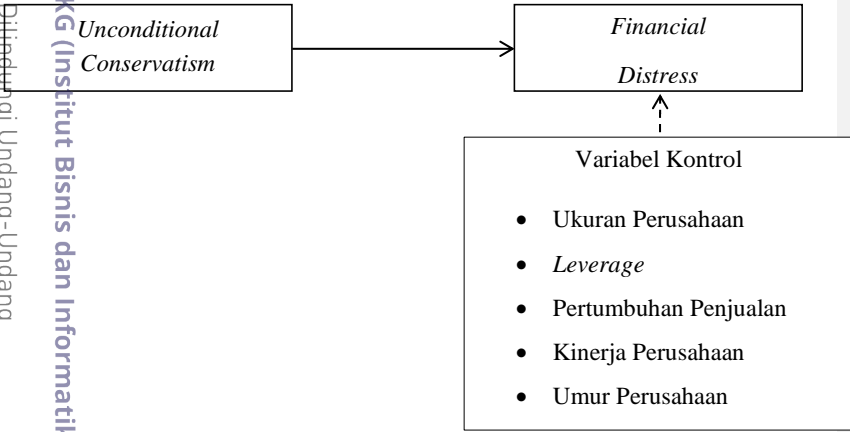 Unconditional
Conservatism
Financial
Distress
Variabel Kontrol
• Ukuran Perusahaan
• Leverage
• Pertumbuhan Penjualan
• Kinerja Perusahaan
• Umur Perusahaan
KG (Institut Bisnis dan Informatik
Dilindungi Undang-Undang